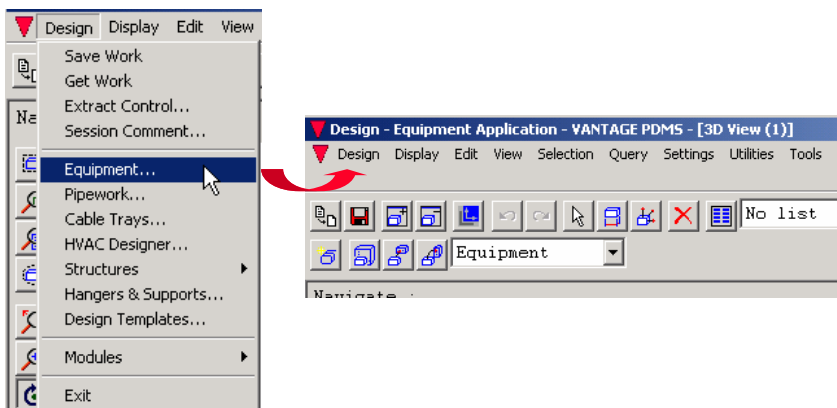 Design Display Edit View
Save Work
Get Work
Extract Control...
Session Comment...
Na
Equipment...
Pipework...
Cable Trays...
HVAC Designer...
Structures
Hangers & Supports...
Design Templates...
Modules
Exit
Design - Equipment Application - VANTAGE PDMS - [3D View (1)]
Design Display Edit View Selection Query Settings Utilities Tools
No list
Equipment
Navigate :